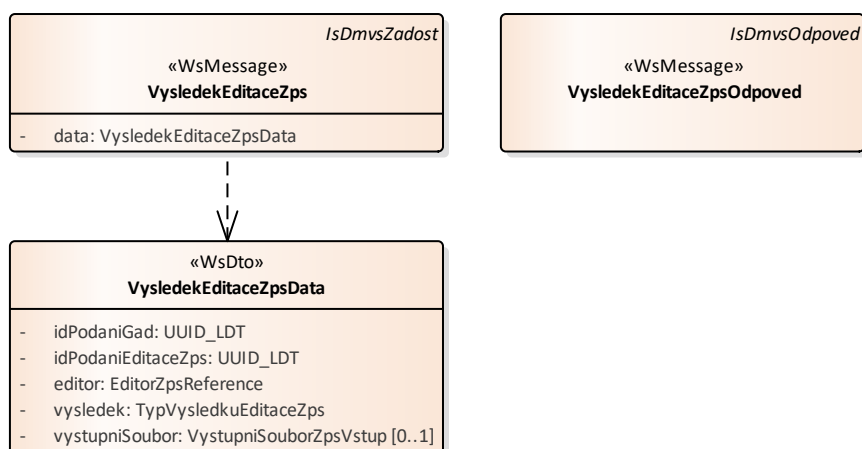 IsDmvsZadost
«WsMessage»
VysledekEditaceZps
- data: VysledekEditaceZpsData
IsDmvsOdpoved
«WsMessage»
VysledekEditaceZpsOdpoved
«WsDto»
VysledekEditaceZpsData
- idPodaniGad: UUID_LDT
- idPodaniEditaceZps: UUID_LDT
- editor: EditorZpsReference
- vysledek: TypVysledkuEditaceZps
- vystupniSoubor: VystupniSouborZpsVstup [0..1]